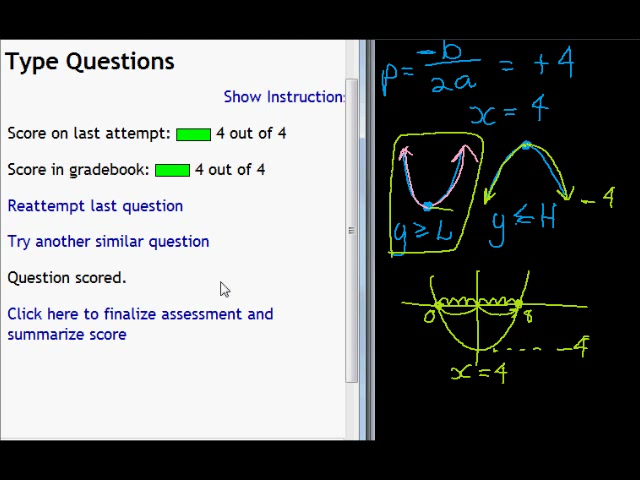 Type Questions
Show Instruction
Score on last attempt: 4 out of 4
Score in gradebook: 4 out of 4
Reattempt last question
Try another similar question
Question scored.
Click here to finalize assessment and
summarize score
p = -b/2a = +4
x = 4
y ≥ L
y ≤ H
-4
0
8
-4
x = 4